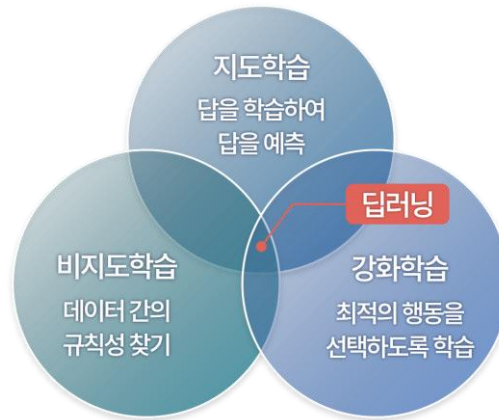 지도학습
답을 학습하여
답을 예측
딥러닝
비지도학습
데이터 간의
규칙성 찾기
강화학습
최적의 행동을
선택하도록 학습